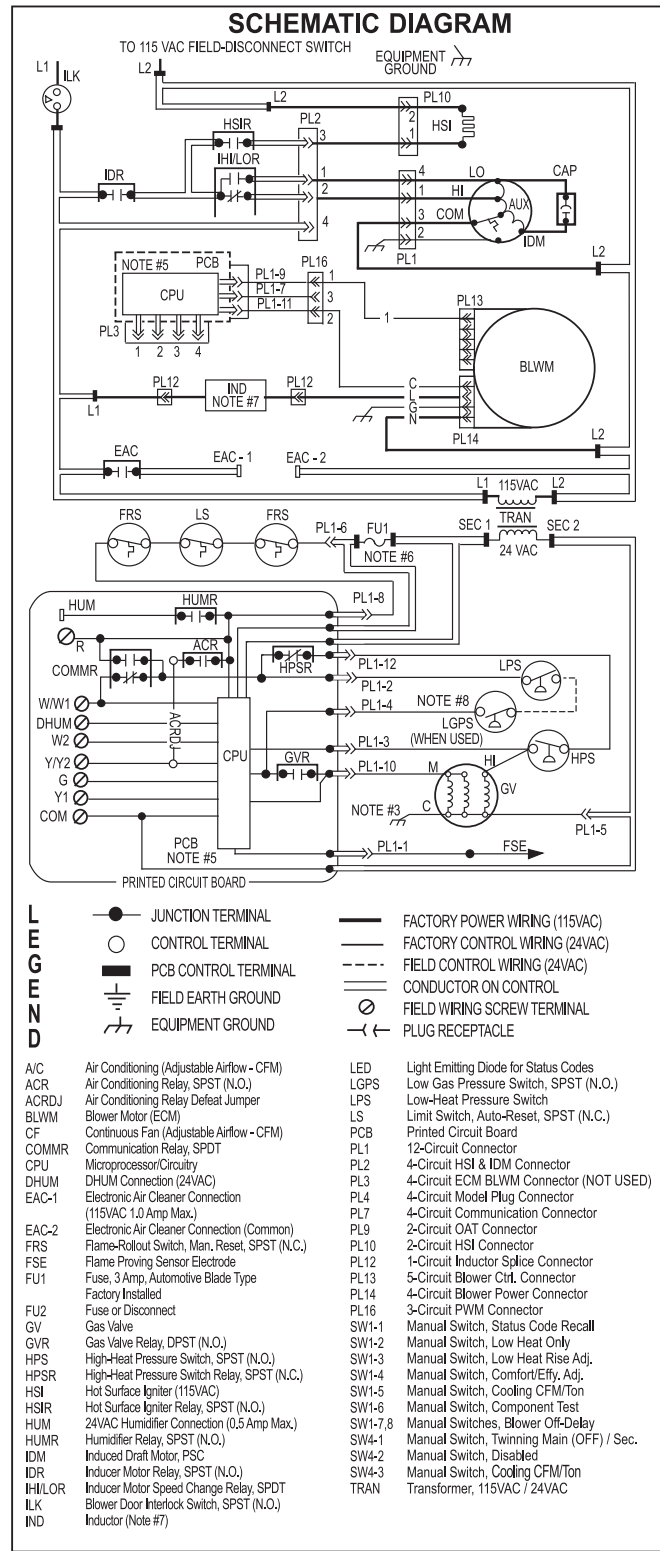 SCHEMATIC DIAGRAM
TO 115 VAC FIELD-DISCONNECT SWITCH
EQUIPMENT
GROUND
L1
ILK
L2
L2
PL10
2
1
HSI
HSIR
PL2
3
IHI/LOR
IDR
1
2
4
4
LO
CAP
1
HI
AUX
3
COM
2
IDM
PL1
L2
NOTE #5
PCB
CPU
PL1-9
PL1-7
PL1-11
PL16
1
3
2
PL3
1 2 3 4
PL13
1
BLWM
PL12
IND
NOTE #7
PL12
L1
C
L
G
N
PL14
L2
EAC
EAC - 1
EAC - 2
L1
115VAC
L2
TRAN
FRS
LS
FRS
PL1-6
FU1
NOTE #6
SEC 1
24 VAC
SEC 2
HUM
HUMR
PL1-8
R
ACR
COMMR
HPSR
PL1-12
PL1-2
LPS
W/W1
DHUM
W2
Y/Y2
G
Y1
COM
ACRDJ
CPU
PL1-4
NOTE #8
LGPS
(WHEN USED)
PL1-3
GVR
PL1-10
M
HI
HPS
GV
NOTE #3
C
PL1-5
PCB
NOTE #5
PL1-1
FSE
PRINTED CIRCUIT BOARD
LEGEND
JUNCTION TERMINAL
CONTROL TERMINAL
PCB CONTROL TERMINAL
FIELD EARTH GROUND
EQUIPMENT GROUND
FACTORY POWER WIRING (115VAC)
FACTORY CONTROL WIRING (24VAC)
FIELD CONTROL WIRING (24VAC)
CONDUCTOR ON CONTROL
FIELD WIRING SCREW TERMINAL
PLUG RECEPTACLE
A/C Air Conditioning (Adjustable Airflow - CFM)
ACR Air Conditioning Relay, SPST (N.O.)
ACRDJ Air Conditioning Relay Defeat Jumper
BLWM Blower Motor (ECM)
CF Continuous Fan (Adjustable Airflow - CFM)
COMMR Communication Relay, SPDT
CPU Microprocessor/Circuitry
DHUM DHUM Connection (24VAC)
EAC-1 Electronic Air Cleaner Connection
(115VAC 1.0 Amp Max.)
EAC-2 Electronic Air Cleaner Connection (Common)
FRS Flame-Rollout Switch, Man. Reset, SPST (N.C.)
FSE Flame Proving Sensor Electrode
FU1 Fuse, 3 Amp, Automotive Blade Type
Factory Installed
FU2 Fuse or Disconnect
GV Gas Valve
GVR Gas Valve Relay, DPST (N.O.)
HPS High-Heat Pressure Switch, SPST (N.O.)
HPSR High-Heat Pressure Switch Relay, SPST (N.C.)
HSI Hot Surface Igniter (115VAC)
HSIR Hot Surface Igniter Relay, SPST (N.O.)
HUM 24VAC Humidifier Connection (0.5 Amp Max.)
HUMR Humidifier Relay, SPST (N.O.)
IDM Induced Draft Motor, PSC
IDR Inducer Motor Relay, SPST (N.O.)
IHI/LOR Inducer Motor Speed Change Relay, SPDT
ILK Blower Door Interlock Switch, SPST (N.O.)
IND Inductor (Note #7)
LED Light Emitting Diode for Status Codes
LGPS Low Gas Pressure Switch, SPST (N.O.)
LPS Low-Heat Pressure Switch
LS Limit Switch, Auto-Reset, SPST (N.C.)
PCB Printed Circuit Board
PL1 12-Circuit Connector
PL2 4-Circuit HSI & IDM Connector
PL3 4-Circuit ECM BLWM Connector (NOT USED)
PL4 4-Circuit Model Plug Connector
PL7 4-Circuit Communication Connector
PL9 2-Circuit OAT Connector
PL10 2-Circuit HSI Connector
PL12 1-Circuit Inductor Splice Connector
PL13 5-Circuit Blower Ctrl. Connector
PL14 4-Circuit Blower Power Connector
PL16 3-Circuit PWM Connector
SW1-1 Manual Switch, Status Code Recall
SW1-2 Manual Switch, Low Heat Only
SW1-3 Manual Switch, Low Heat Rise Adj.
SW1-4 Manual Switch, Comfort/Effy. Adj.
SW1-5 Manual Switch, Cooling CFM/Ton
SW1-6 Manual Switch, Component Test
SW1-7,8 Manual Switches, Blower Off-Delay
SW4-1 Manual Switch, Twinning Main (OFF) / Sec.
SW4-2 Manual Switch, Disabled
SW4-3 Manual Switch, Cooling CFM/Ton
TRAN Transformer, 115VAC / 24VAC